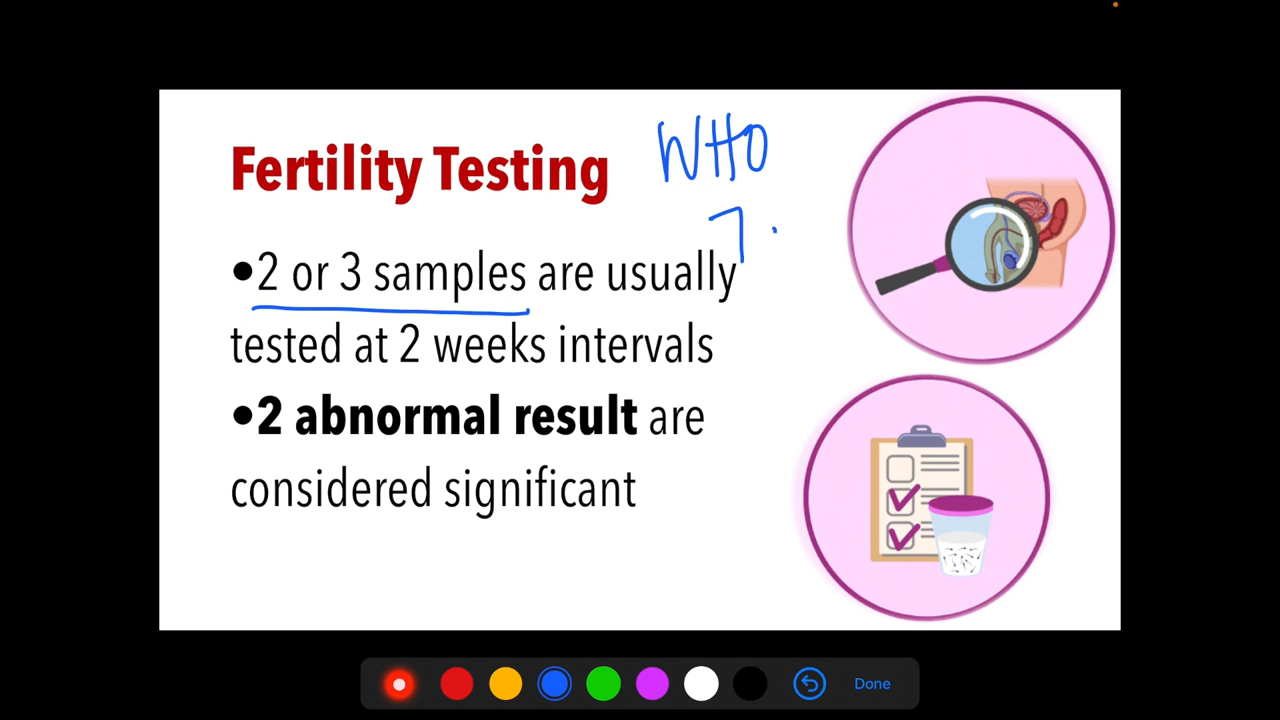 Fertility Testing WHO
7.
•2 or 3 samples are usually
tested at 2 weeks intervals
•2 abnormal result are
considered significant
Done